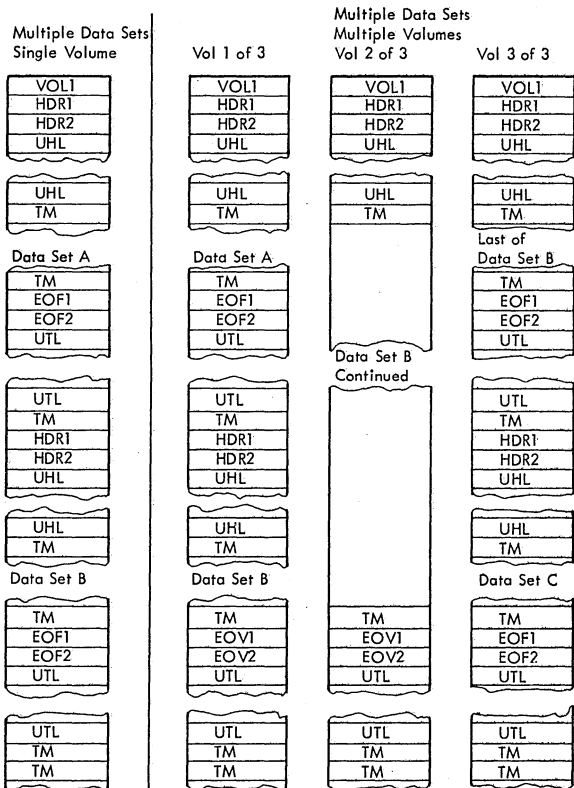 Multiple Data Sets
Single Volume
VOL1
HDR1
HDR2
UHL
UHL
TM
Data Set A
TM
EOF1
EOF2
UTL
UTL
TM
HDR1
HDR2
UHL
UHL
TM
Data Set B
TM
EOF1
EOF2
UTL
UTL
TM
TM
Multiple Data Sets
Multiple Volumes
Vol 1 of 3
VOL1
HDR1
HDR2
UHL
UHL
TM
Data Set A
TM
EOF1
EOF2
UTL
UTL
TM
HDR1
HDR2
UHL
UHL
TM
Data Set B
TM
EOV1
EOV2
UTL
UTL
TM
TM
Vol 2 of 3
VOL1
HDR1
HDR2
UHL
UHL
TM
Data Set B
Continued
TM
EOV1
EOV2
UTL
UTL
TM
TM
Vol 3 of 3
VOL1
HDR1
HDR2
UHL
UHL
TM
Last of
Data Set B
TM
EOF1
EOF2
UTL
UTL
TM
HDR1
HDR2
UHL
UHL
TM
Data Set C
TM
EOF1
EOF2
UTL
UTL
TM
TM